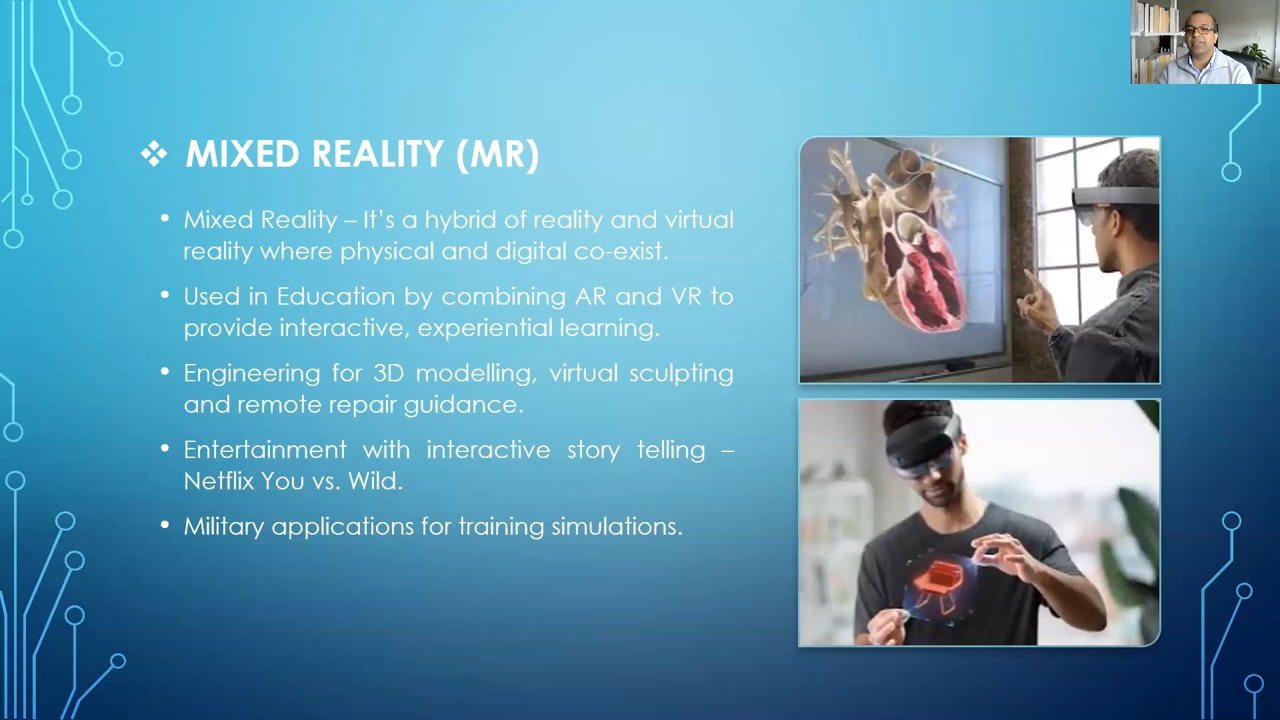 MIXED REALITY (MR)
Mixed Reality – It's a hybrid of reality and virtual
reality where physical and digital co-exist.
Used in Education by combining AR and VR to
provide interactive, experiential learning.
Engineering for 3D modelling, virtual sculpting
and remote repair guidance.
Entertainment with interactive story telling –
Netflix You vs. Wild.
Military applications for training simulations.